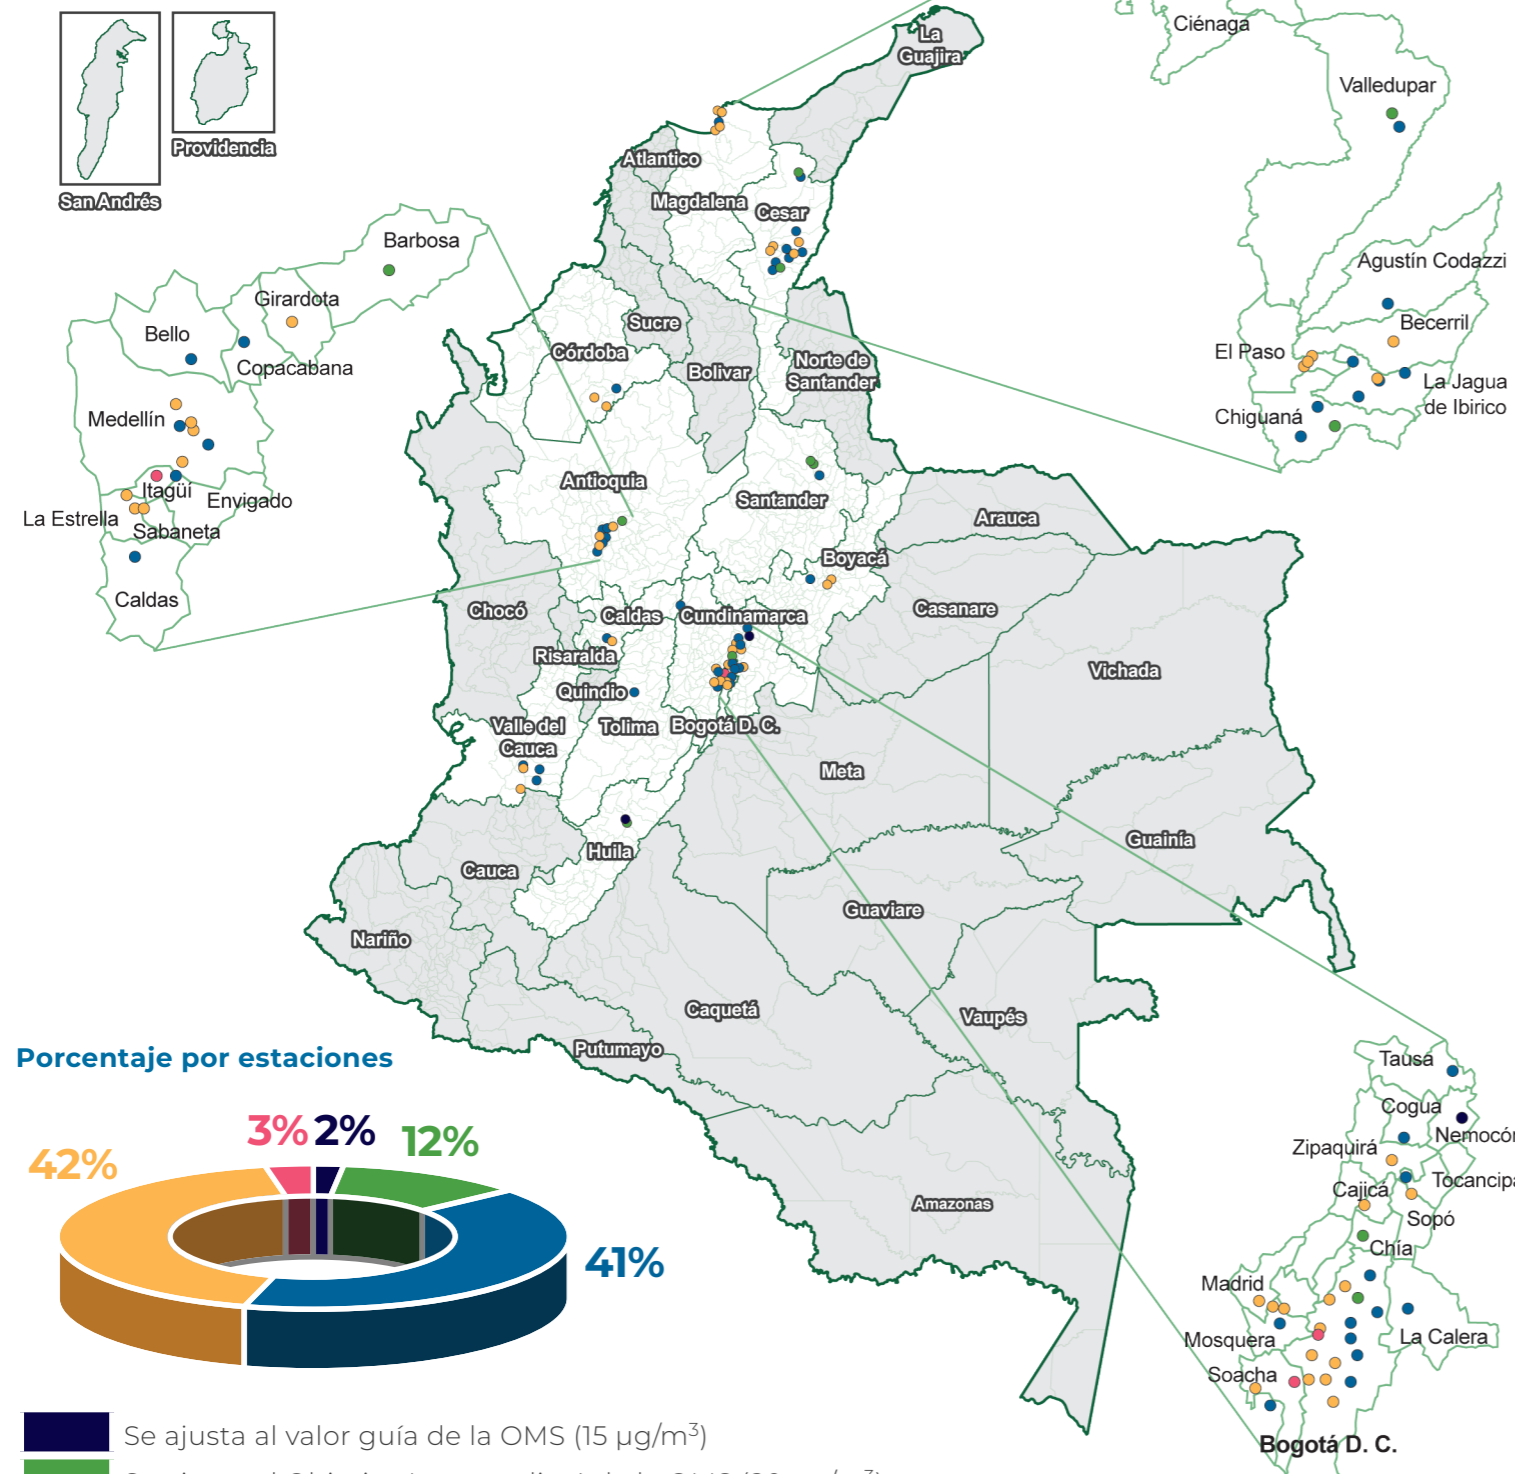 San Andrés
Providencia
La
Guajira
Atlantico
Magdalena
Cesar
Sucre
Córdoba
Bolivar
Norte de
Santander
Antioquia
Santander
Arauca
Boyacá
Chocó
Caldas
Cundinamarca
Casanare
Risaralda
Quindio
Vichada
Valle del
Cauca
Tolima
Bogotá D. C.
Meta
Guainía
Huila
Cauca
Guaviare
Nariño
Caquetá
Vaupés
Putumayo
Amazonas
Barbosa
Girardota
Bello
Copacabana
Medellín
Itagüí
Envigado
La Estrella
Sabaneta
Caldas
Ciénaga
Valledupar
Agustín Codazzi
Becerril
El Paso
La Jagua
de Ibirico
Chiguaná
Tausa
Cogua
Nemocón
Zipaquirá
Tocancipa
Cajicá
Sopó
Chía
Madrid
Mosquera
La Calera
Soacha
Bogotá D. C.
Porcentaje por estaciones
3% 2% 12%
42%
41%
Se ajusta al valor guía de la OMS (15 µg/m³)